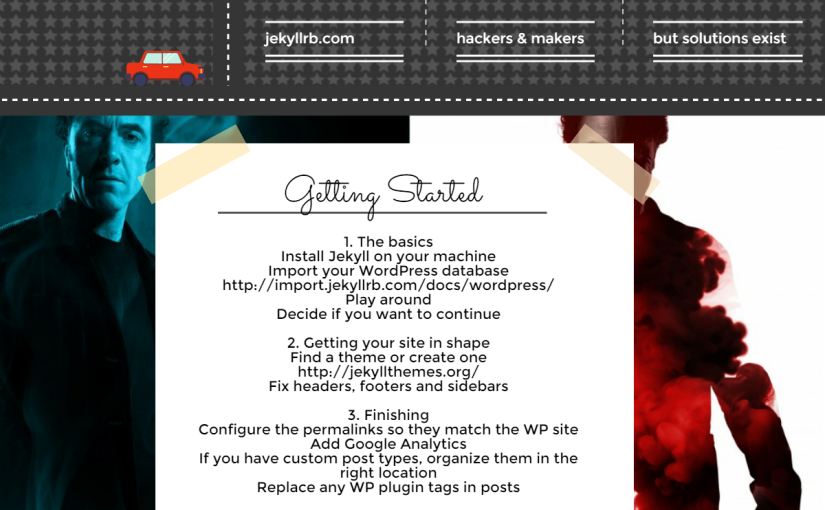 jekyllrb.com
hackers & makers
but solutions exist
Getting Started
1. The basics
Install Jekyll on your machine
Import your WordPress database
http://import.jekyllrb.com/docs/wordpress/
Play around
Decide if you want to continue
2. Getting your site in shape
Find a theme or create one
http://jekyllthemes.org/
Fix headers, footers and sidebars
3. Finishing
Configure the permalinks so they match the WP site
Add Google Analytics
If you have custom post types, organize them in the
right location
Replace any WP plugin tags in posts